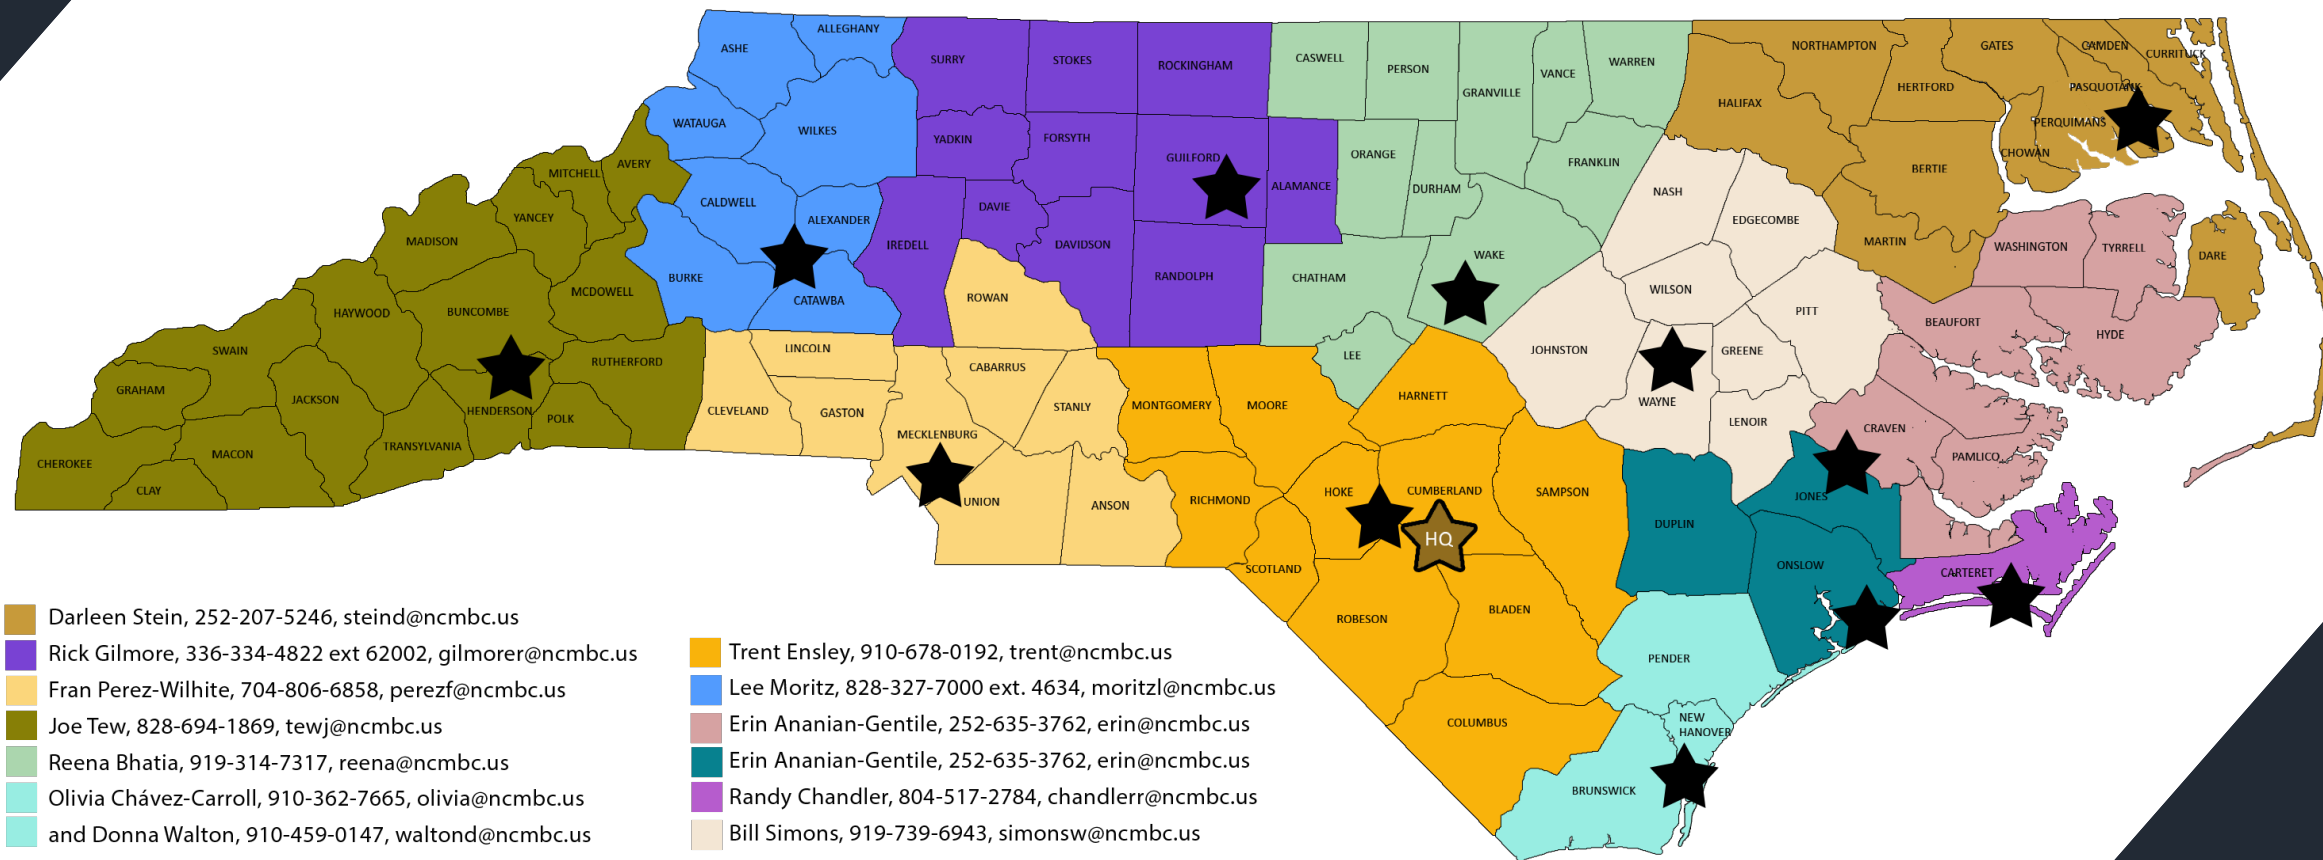 ASHE
ALLEGHANY
SURRY
STOKES
ROCKINGHAM
CASWELL
PERSON
GRANVILLE
VANCE
WARREN
NORTHAMPTON
GATES
CAMDEN
CURRITUCK
HALIFAX
HERTFORD
PASQUOTANK
PERQUIMANS
CHOWAN
WATAUGA
WILKES
YADKIN
FORSYTH
GUILFORD
ALAMANCE
ORANGE
DURHAM
FRANKLIN
NASH
EDGECOMBE
BERTIE
MARTIN
WASHINGTON
TYRRELL
DARE
AVERY
MITCHELL
YANCEY
MADISON
CALDWELL
ALEXANDER
IREDELL
DAVIE
DAVIDSON
RANDOLPH
CHATHAM
WAKE
WILSON
PITT
BEAUFORT
HYDE
BURKE
CATAWBA
MCDOWELL
BUNCOMBE
HAYWOOD
SWAIN
GRAHAM
JACKSON
RUTHERFORD
ROWAN
LINCOLN
CABARRUS
LEE
JOHNSTON
GREENE
WAYNE
LENOIR
CRAVEN
PAMLICO
CHEROKEE
CLAY
MACON
TRANSYLVANIA
HENDERSON
POLK
CLEVELAND
GASTON
MECKLENBURG
STANLY
UNION
ANSON
MONTGOMERY
MOORE
HARNETT
RICHMOND
HOKE
CUMBERLAND
SAMPSON
DUPLIN
JONES
HQ
SCOTLAND
ROBESON
BLADEN
ONSLOW
CARTERET
PENDER
COLUMBUS
NEW
HANOVER
BRUNSWICK
Darleen Stein, 252-207-5246, steind@ncmbc.us
Rick Gilmore, 336-334-4822 ext 62002, gilmorer@ncmbc.us
Fran Perez-Wilhite, 704-806-6858, perezf@ncmbc.us
Joe Tew, 828-694-1869, tewj@ncmbc.us
Reena Bhatia, 919-314-7317, reena@ncmbc.us
Olivia Chávez-Carroll, 910-362-7665, olivia@ncmbc.us
and Donna Walton, 910-459-0147, waltond@ncmbc.us
Trent Ensley, 910-678-0192, trent@ncmbc.us
Lee Moritz, 828-327-7000 ext. 4634, moritzl@ncmbc.us
Erin Ananian-Gentile, 252-635-3762, erin@ncmbc.us
Erin Ananian-Gentile, 252-635-3762, erin@ncmbc.us
Randy Chandler, 804-517-2784, chandlerr@ncmbc.us
Bill Simons, 919-739-6943, simonsw@ncmbc.us